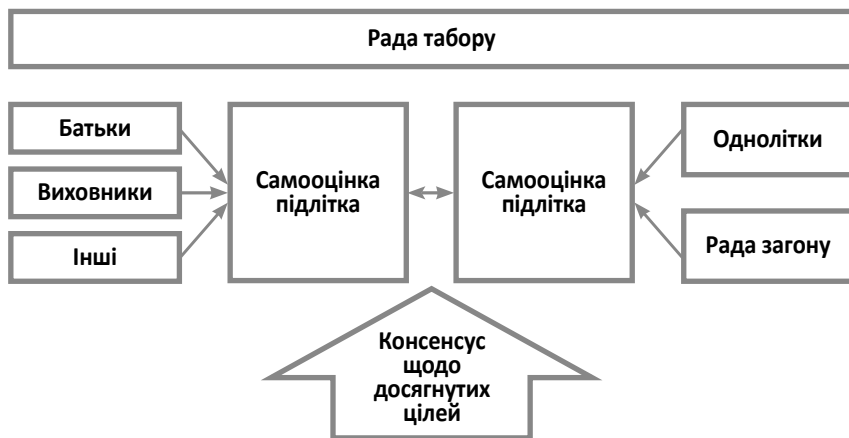 Рада табору
Батьки
Виховники
Інші
Самооцінка
підлітка
Самооцінка
підлітка
Однолітки
Рада загону
Консенсус
щодо
досягнутих
цілей